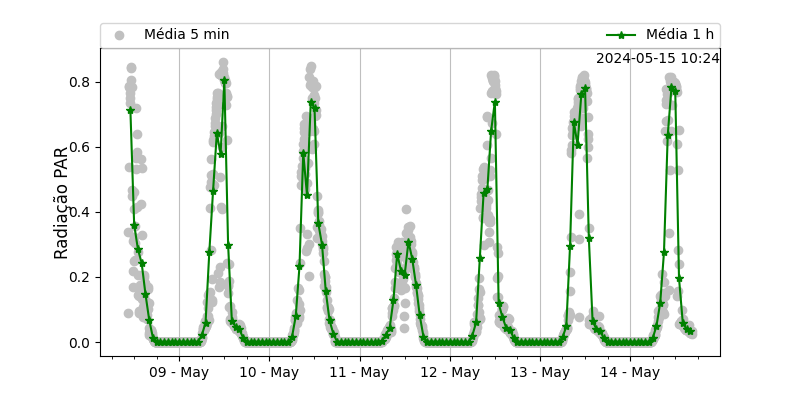 Média 5 min
Média 1 h
2024-05-15 10:24
Radiação PAR
0.8
0.6
0.4
0.2
0.0
09 - May
10 - May
11 - May
12 - May
13 - May
14 - May